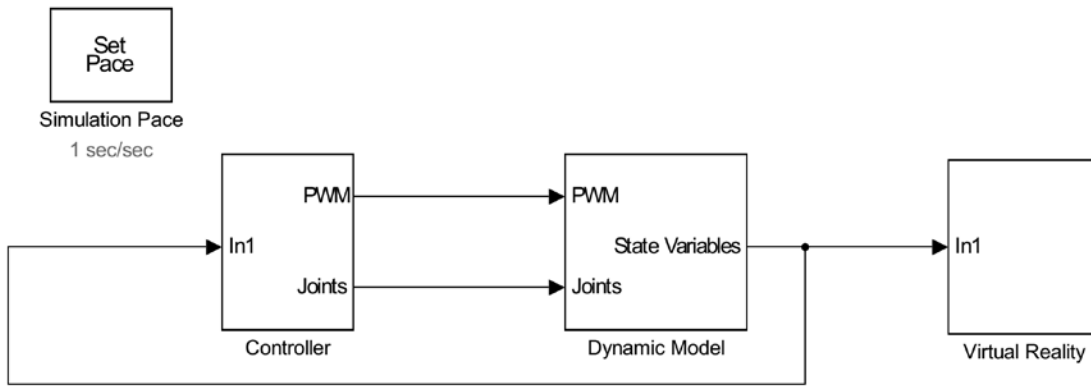 Set
Pace
Simulation Pace
1 sec/sec
PWM
In1
Joints
Controller
PWM
State Variables
Joints
Dynamic Model
In1
Virtual Reality